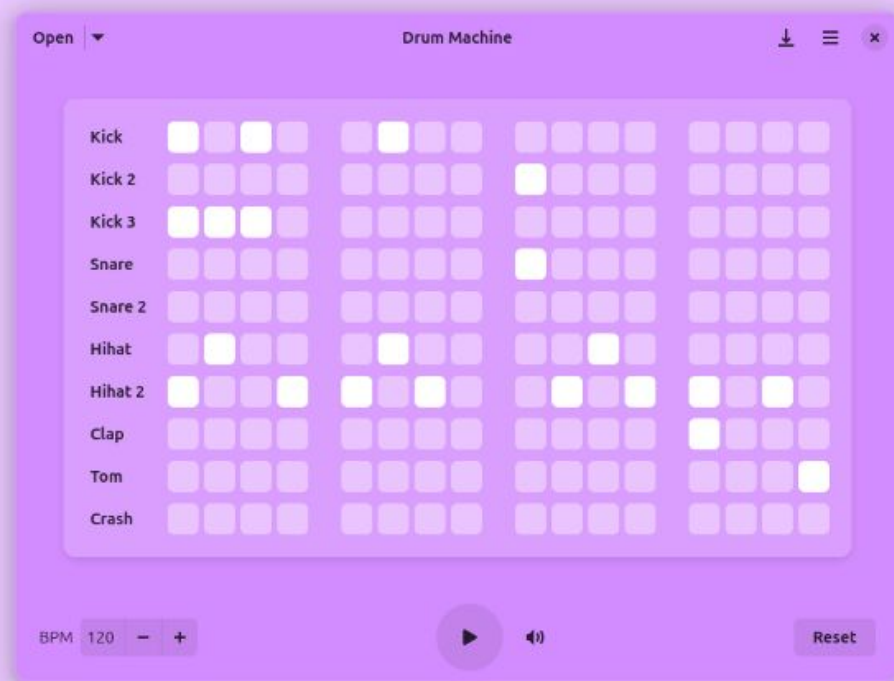 Open Drum Machine
Kick
Kick 2
Kick 3
Snare
Snare 2
Hihat
Hihat 2
Clap
Tom
Crash
BPM 120 − + Reset